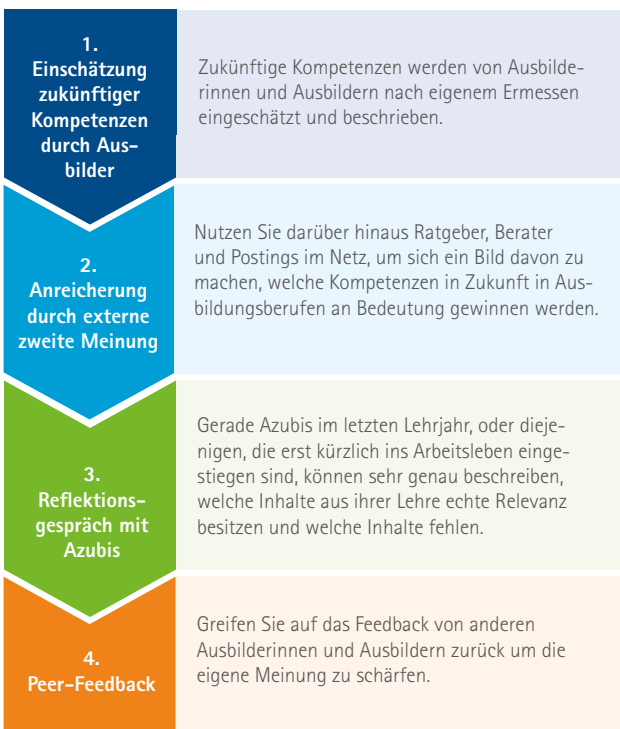 1.
Einschätzung
zukünftiger
Kompetenzen
durch Aus-
bilder
Zukünftige Kompetenzen werden von Ausbilde-
rinnen und Ausbildern nach eigenem Ermessen
eingeschätzt und beschrieben.
2.
Anreicherung
durch externe
zweite Meinung
Nutzen Sie darüber hinaus Ratgeber, Berater
und Postings im Netz, um sich ein Bild davon zu
machen, welche Kompetenzen in Zukunft in Aus-
bildungsberufen an Bedeutung gewinnen werden.
3.
Reflektions-
gespräch mit
Azubis
Gerade Azubis im letzten Lehrjahr, oder dieje-
nigen, die erst kürzlich ins Arbeitsleben einge-
stiegen sind, können sehr genau beschreiben,
welche Inhalte aus ihrer Lehre echte Relevanz
besitzen und welche Inhalte fehlen.
4.
Peer-Feedback
Greifen Sie auf das Feedback von anderen
Ausbilderinnen und Ausbildern zurück um die
eigene Meinung zu schärfen.